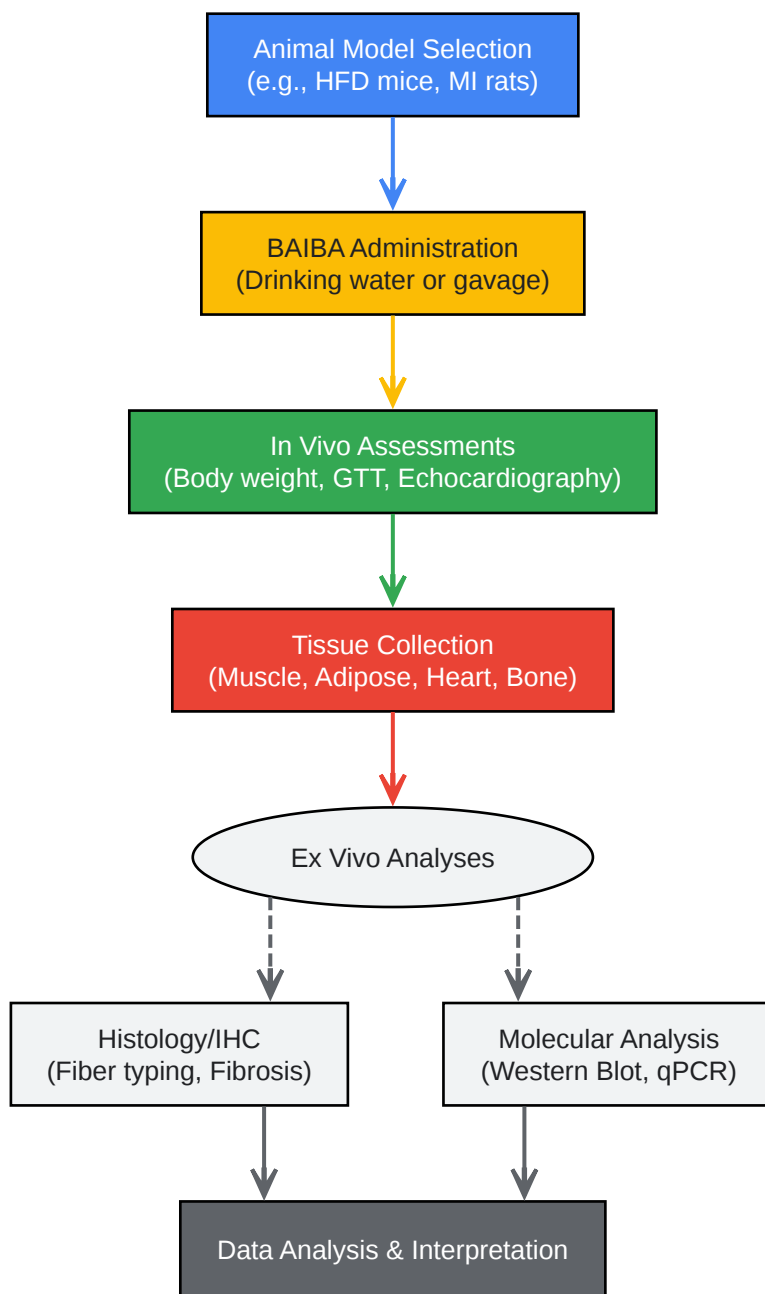 Animal Model Selection
(e.g., HFD mice, MI rats)
BAIBA Administration
(Drinking water or gavage)
In Vivo Assessments
(Body weight, GTT, Echocardiography)
Tissue Collection
(Muscle, Adipose, Heart, Bone)
Ex Vivo Analyses
Histology/IHC
(Fiber typing, Fibrosis)
Molecular Analysis
(Western Blot, qPCR)
Data Analysis & Interpretation